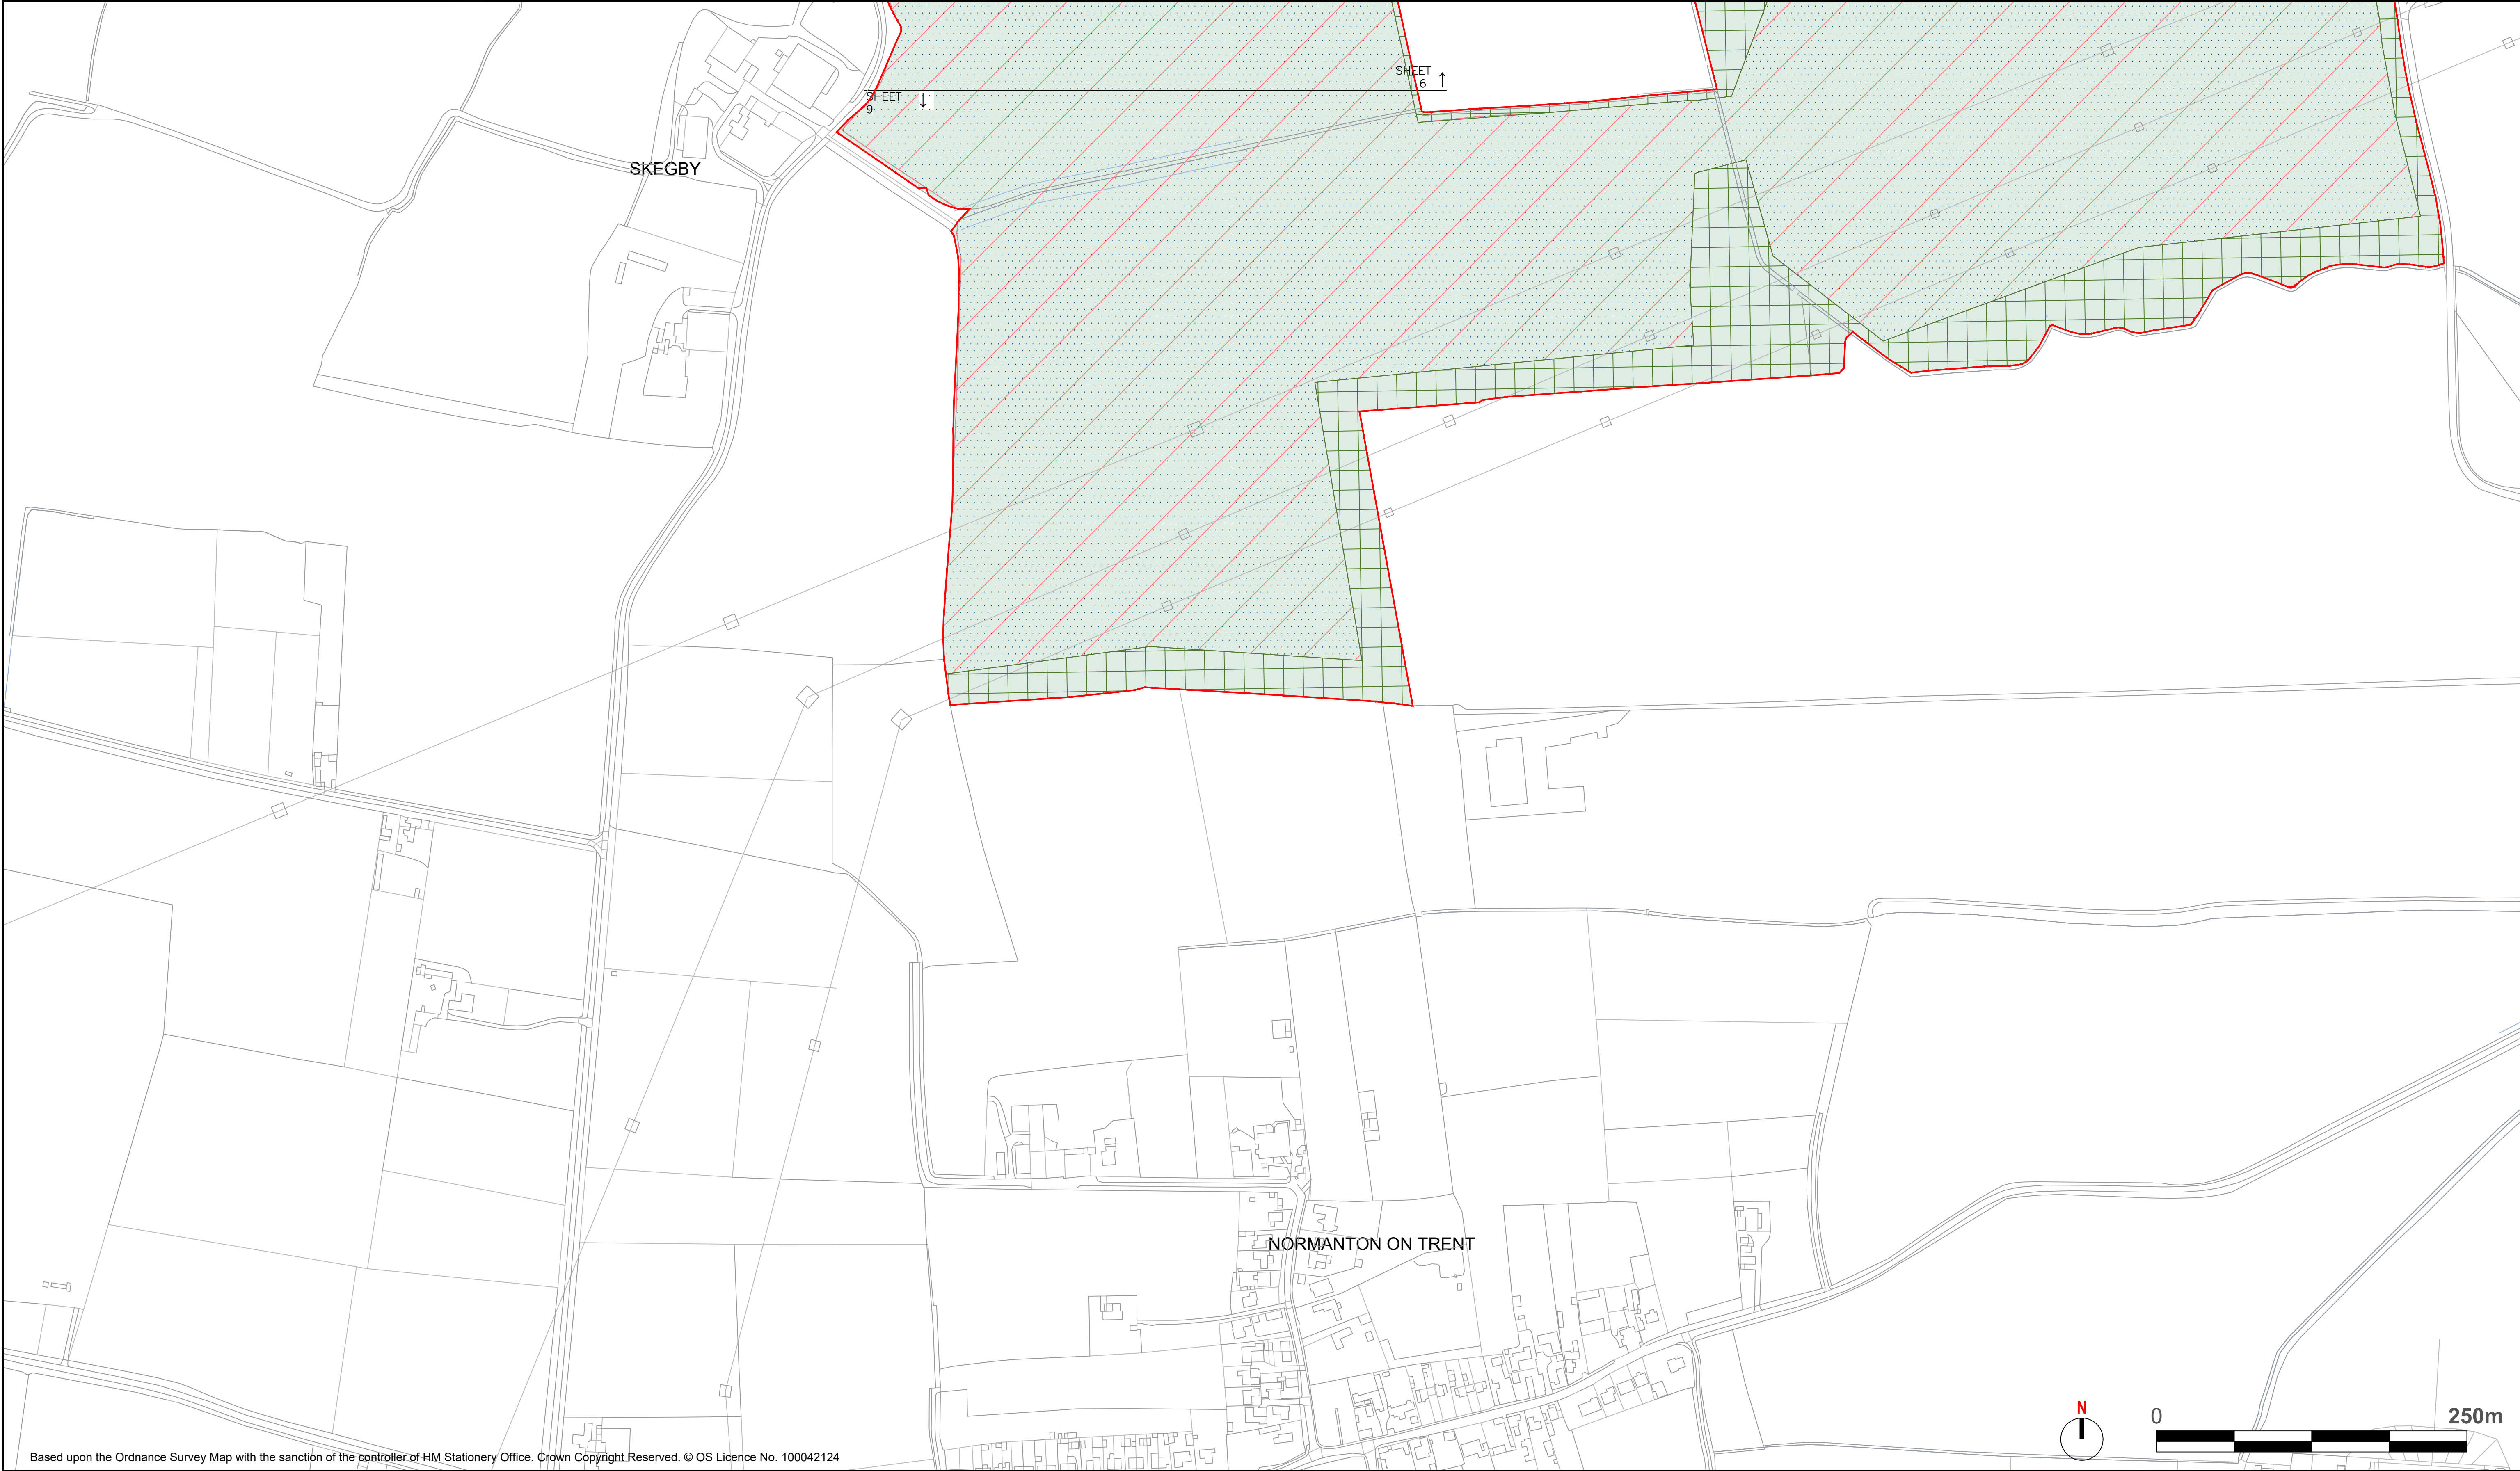 SHEET
6
SHEET
9
SKEGBY
NORMANTON ON TRENT
N
0
250m
Based upon the Ordnance Survey Map with the sanction of the controller of HM Stationery Office. Crown Copyright Reserved. © OS Licence No. 100042124